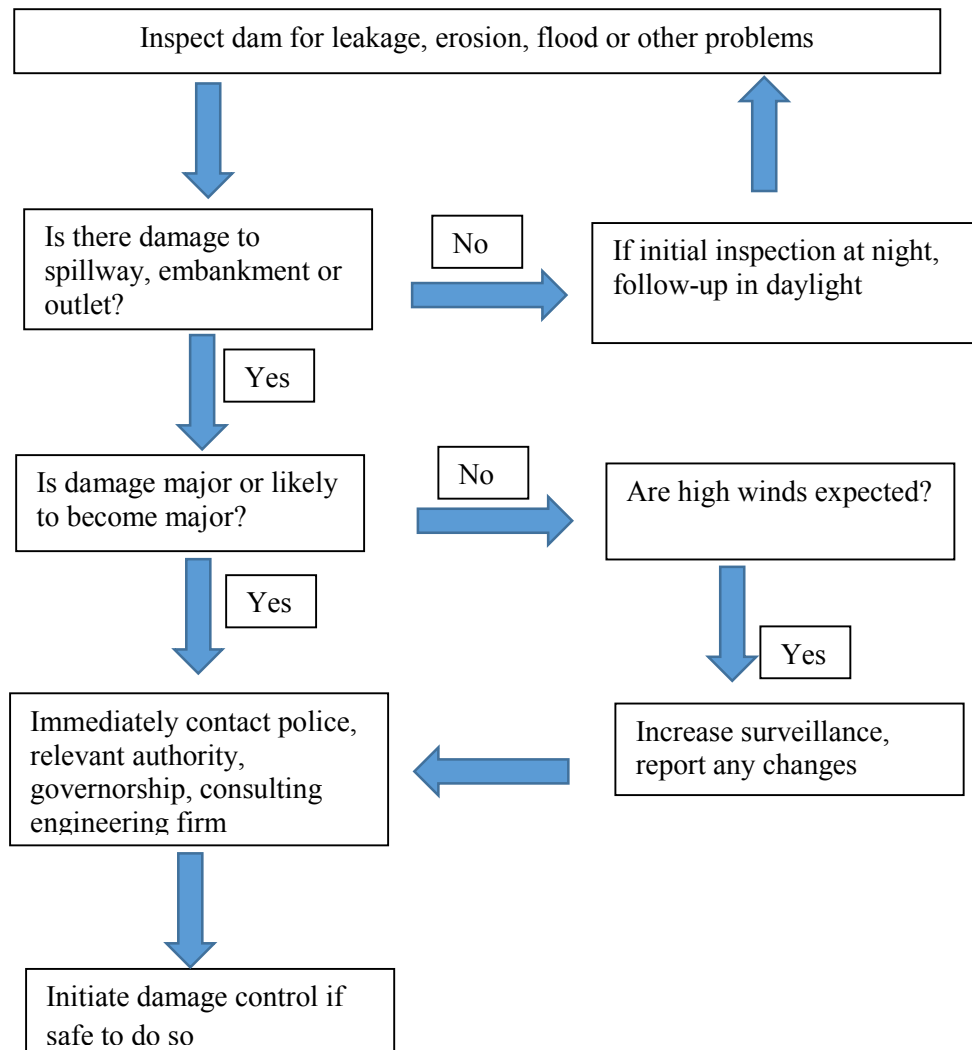 Inspect dam for leakage, erosion, flood or other problems
Is there damage to
spillway, embankment or
outlet?
No
If initial inspection at night,
follow-up in daylight
Yes
Is damage major or likely
to become major?
No
Are high winds expected?
Yes
Yes
Immediately contact police,
relevant authority,
governorship, consulting
engineering firm
Increase surveillance,
report any changes
Initiate damage control if
safe to do so